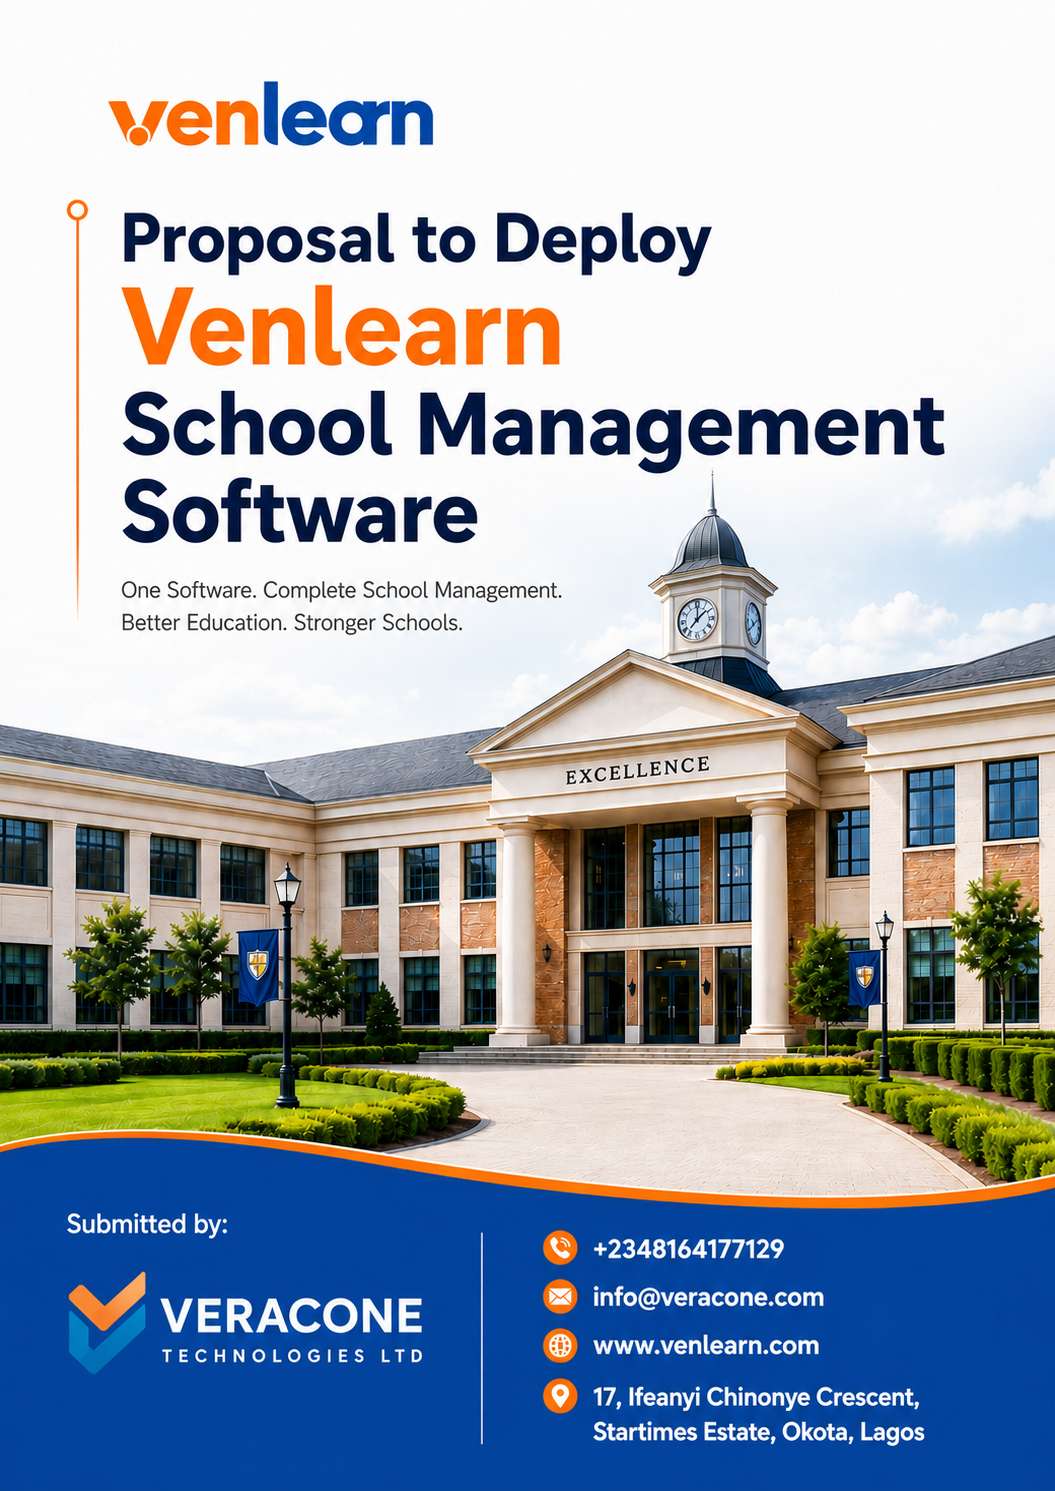 venlearn
Proposal to Deploy
Venlearn
School Management
Software
One Software. Complete School Management.
Better Education. Stronger Schools.
EXCELLENCE
Submitted by:
VERACONE
TECHNOLOGIES LTD
+2348164177129
info@veracone.com
www.venlearn.com
17, Ifeanyi Chinonye Crescent,
Startimes Estate, Okota, Lagos